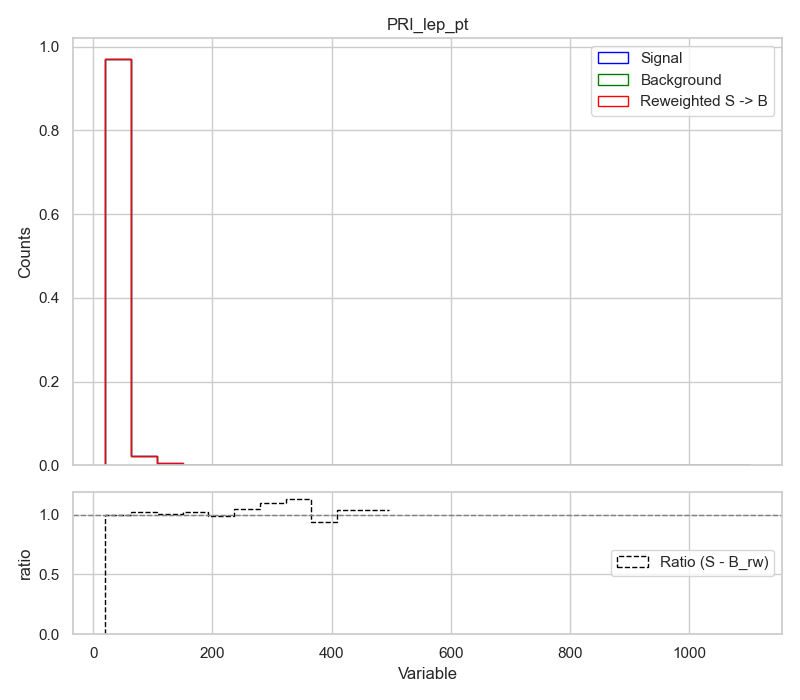 PRI_lep_pt
1.0
0.8
0.6
0.4
0.2
0.0
Counts
Signal
Background
Reweighted S -> B
1.0
0.5
0.0
ratio
Ratio (S - B_rw)
0 200 400 600 800 1000
Variable